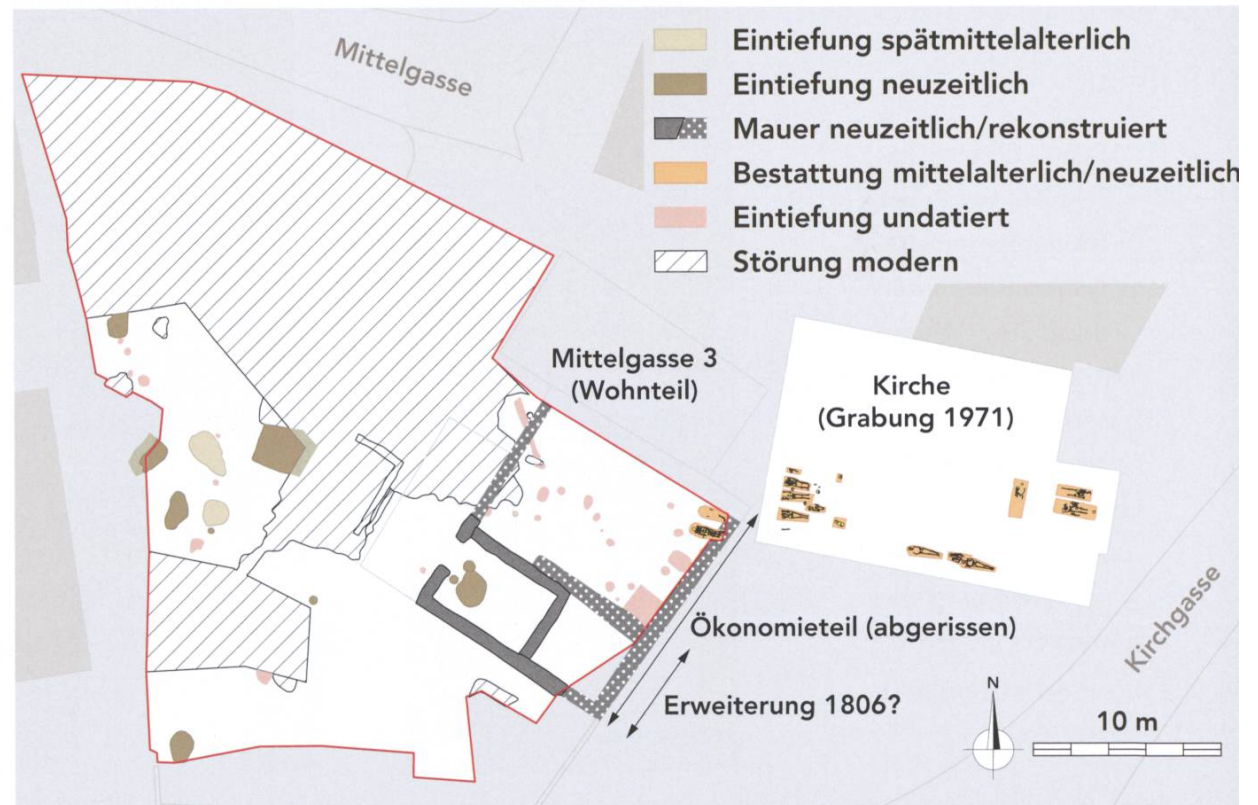 Mittelgasse
Eintiefung spätmittelalterlich
Eintiefung neuzeitlich
Mauer neuzeitlich/rekonstruiert
Bestattung mittelalterlich/neuzeitlich
Eintiefung undatiert
Störung modern
Mittelgasse 3
(Wohnteil)
Kirche
(Grabung 1971)
Ökonomieteil (abgerissen)
Erweiterung 1806?
Kirchgasse
N
10 m